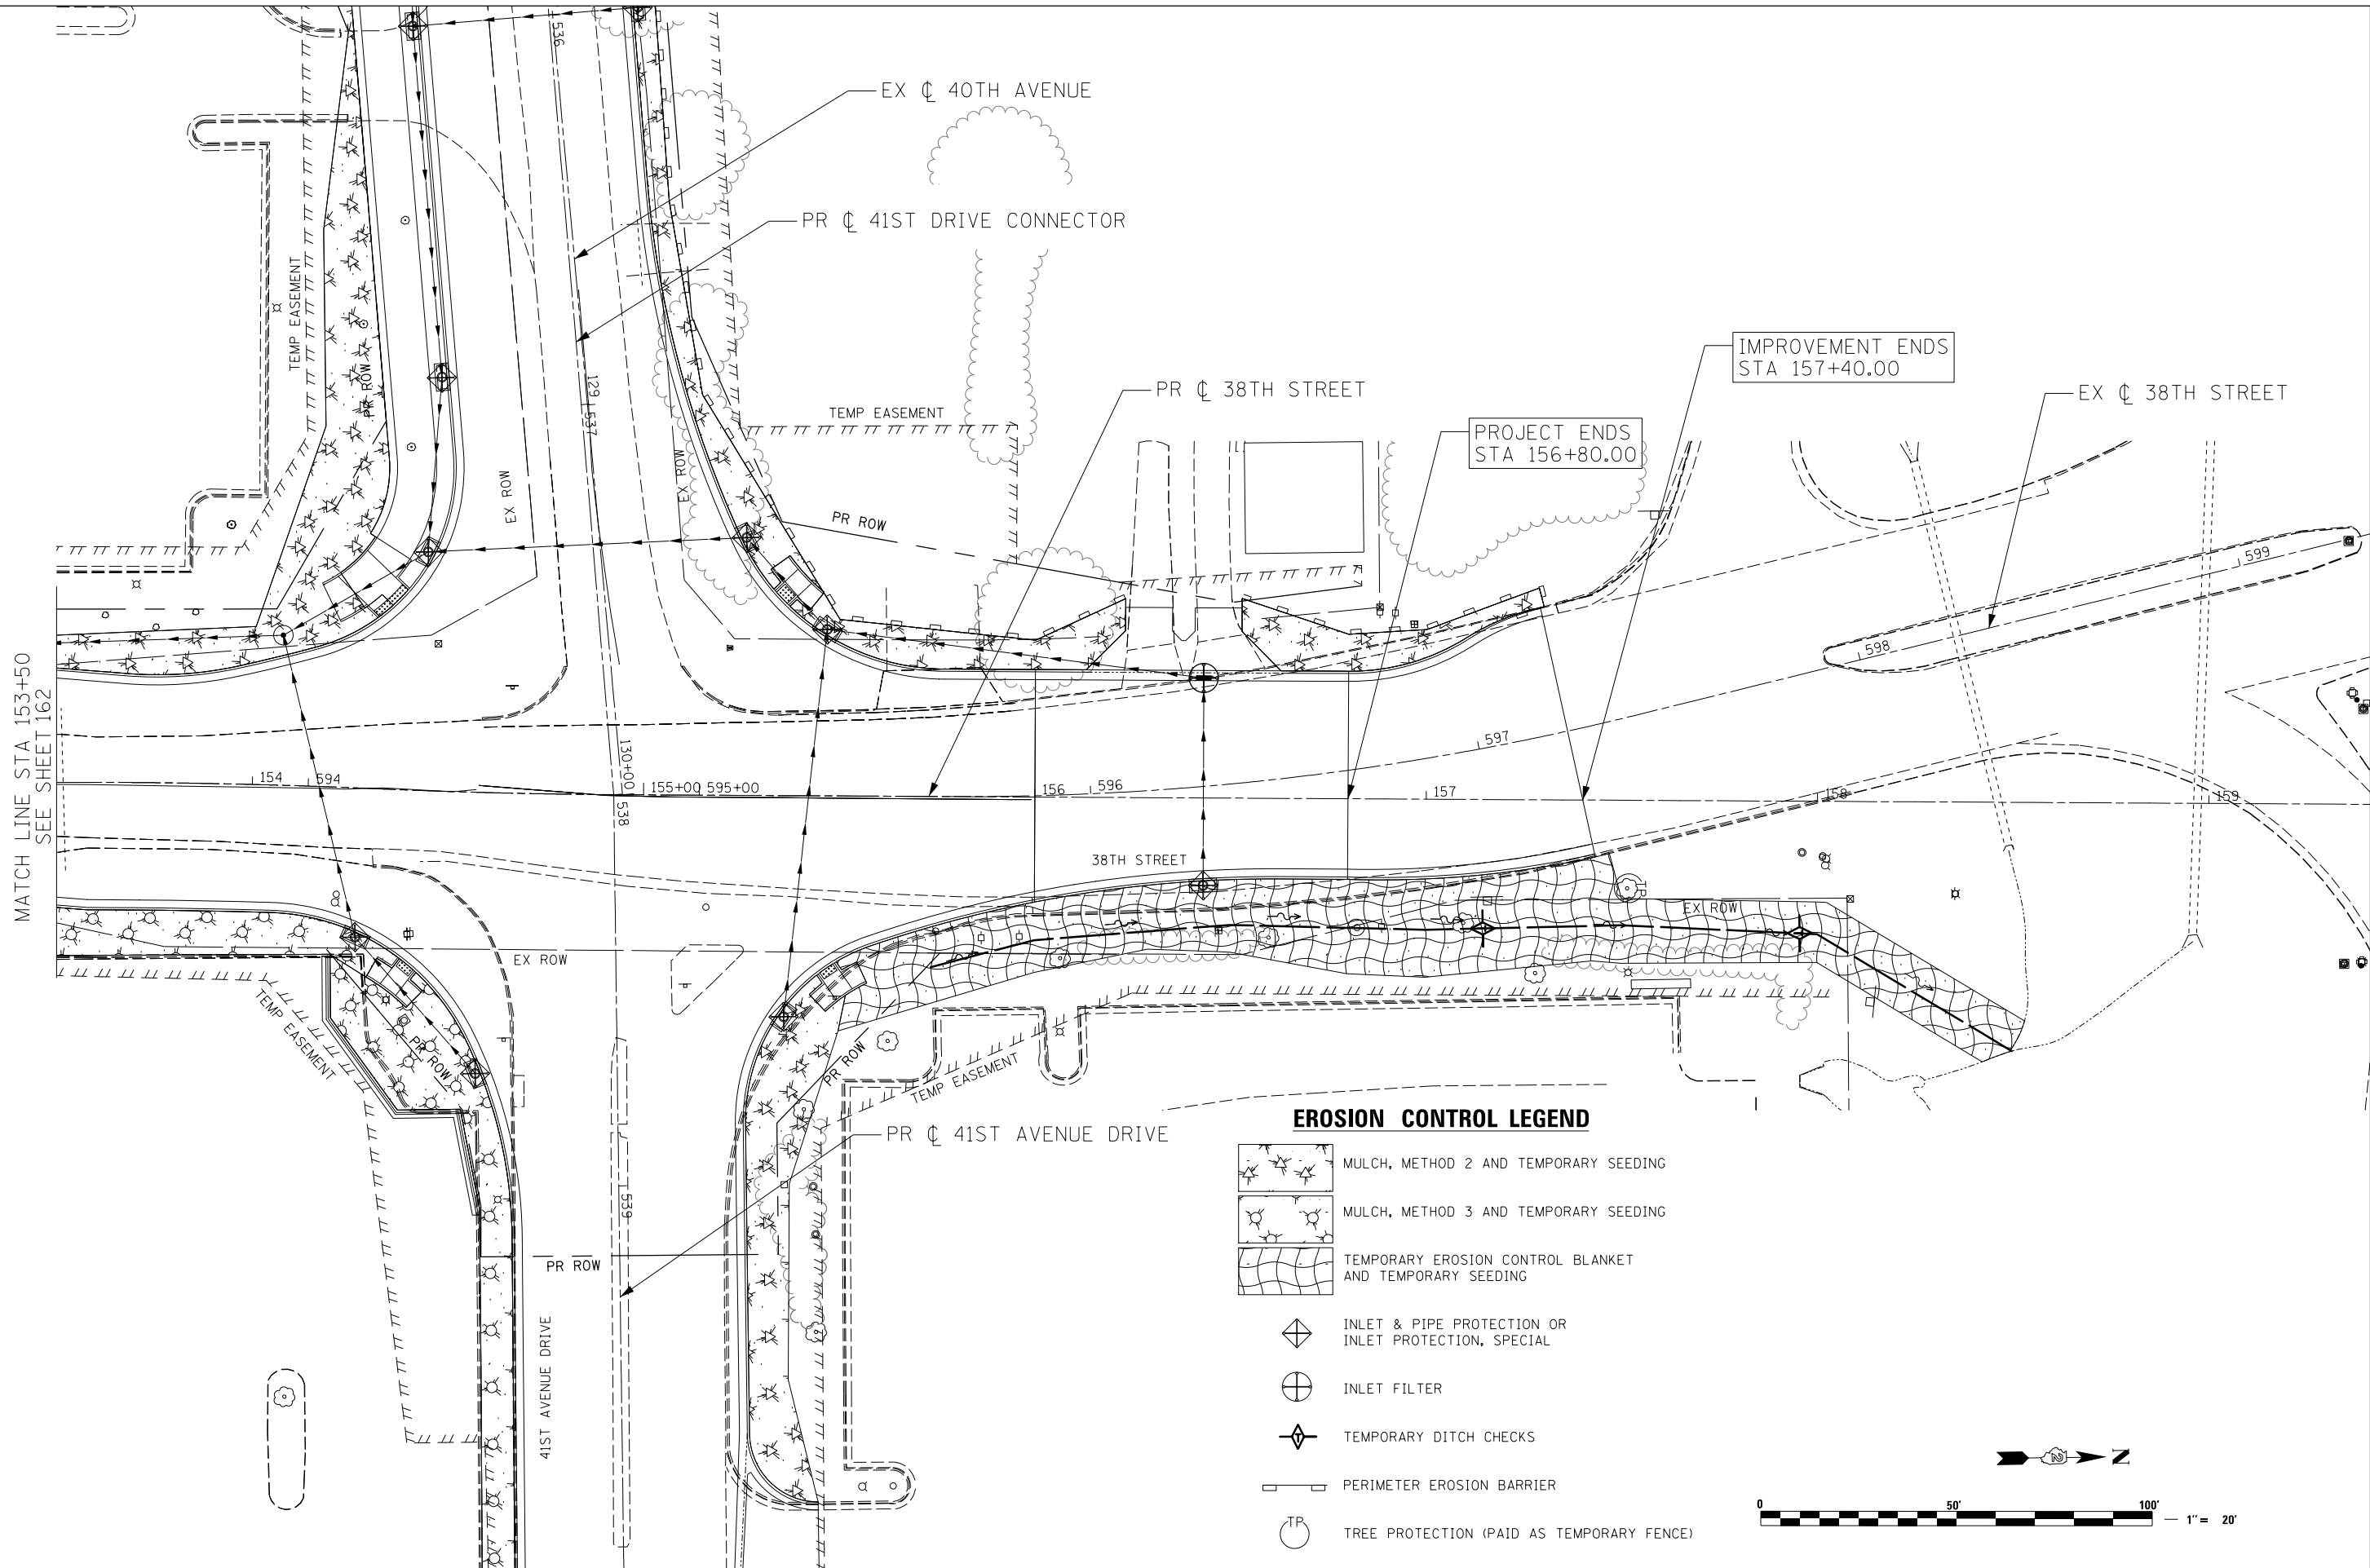 536
EX ℄ 40TH AVENUE
PR ℄ 41ST DRIVE CONNECTOR
TEMP EASEMENT
PR ROW
IMPROVEMENT ENDS
STA 157+40.00
PR ℄ 38TH STREET
EX ℄ 38TH STREET
129
537
TEMP EASEMENT
PROJECT ENDS
STA 156+80.00
EX ROW
EX ROW
PR ROW
599
598
MATCH LINE STA 153+50
SEE SHEET 162
597
130+00
538
154
594
155+00
595+00
156
596
157
158
159
38TH STREET
EX ROW
EX ROW
TP
TEMP EASEMENT
PR ROW
PR ROW
TEMP EASEMENT
PR ℄ 41ST AVENUE DRIVE
539
PR ROW
41ST AVENUE DRIVE
EROSION CONTROL LEGEND
MULCH, METHOD 2 AND TEMPORARY SEEDING
MULCH, METHOD 3 AND TEMPORARY SEEDING
TEMPORARY EROSION CONTROL BLANKET
AND TEMPORARY SEEDING
INLET & PIPE PROTECTION OR
INLET PROTECTION, SPECIAL
INLET FILTER
T
TEMPORARY DITCH CHECKS
PERIMETER EROSION BARRIER
TP
TREE PROTECTION (PAID AS TEMPORARY FENCE)
N
0 50' 100'
1" = 20'